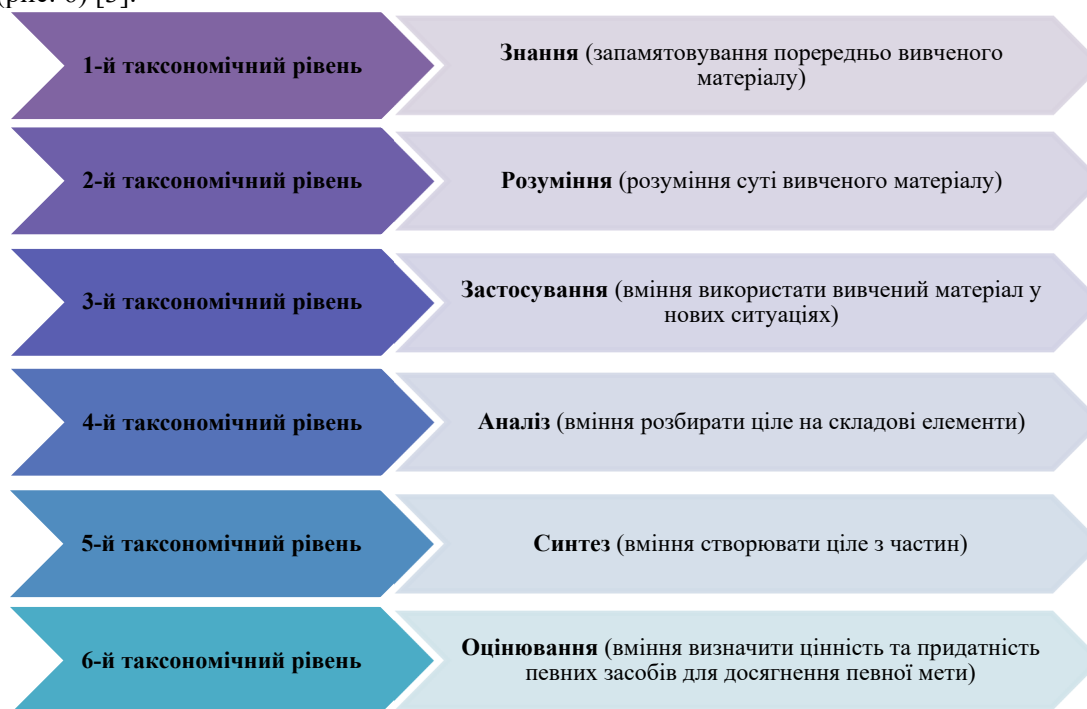 (рис. 6) [3].
1-й таксономічний рівень
Знання (запамятовування порередньо вивченого
матеріалу)
2-й таксономічний рівень
Розуміння (розуміння суті вивченого матеріалу)
3-й таксономічний рівень
Застосування (вміння використати вивчений матеріал у
нових ситуаціях)
4-й таксономічний рівень
Аналіз (вміння розбирати ціле на складові елементи)
5-й таксономічний рівень
Синтез (вміння створювати ціле з частин)
6-й таксономічний рівень
Оцінювання (вміння визначити цінність та придатність
певних засобів для досягнення певної мети)